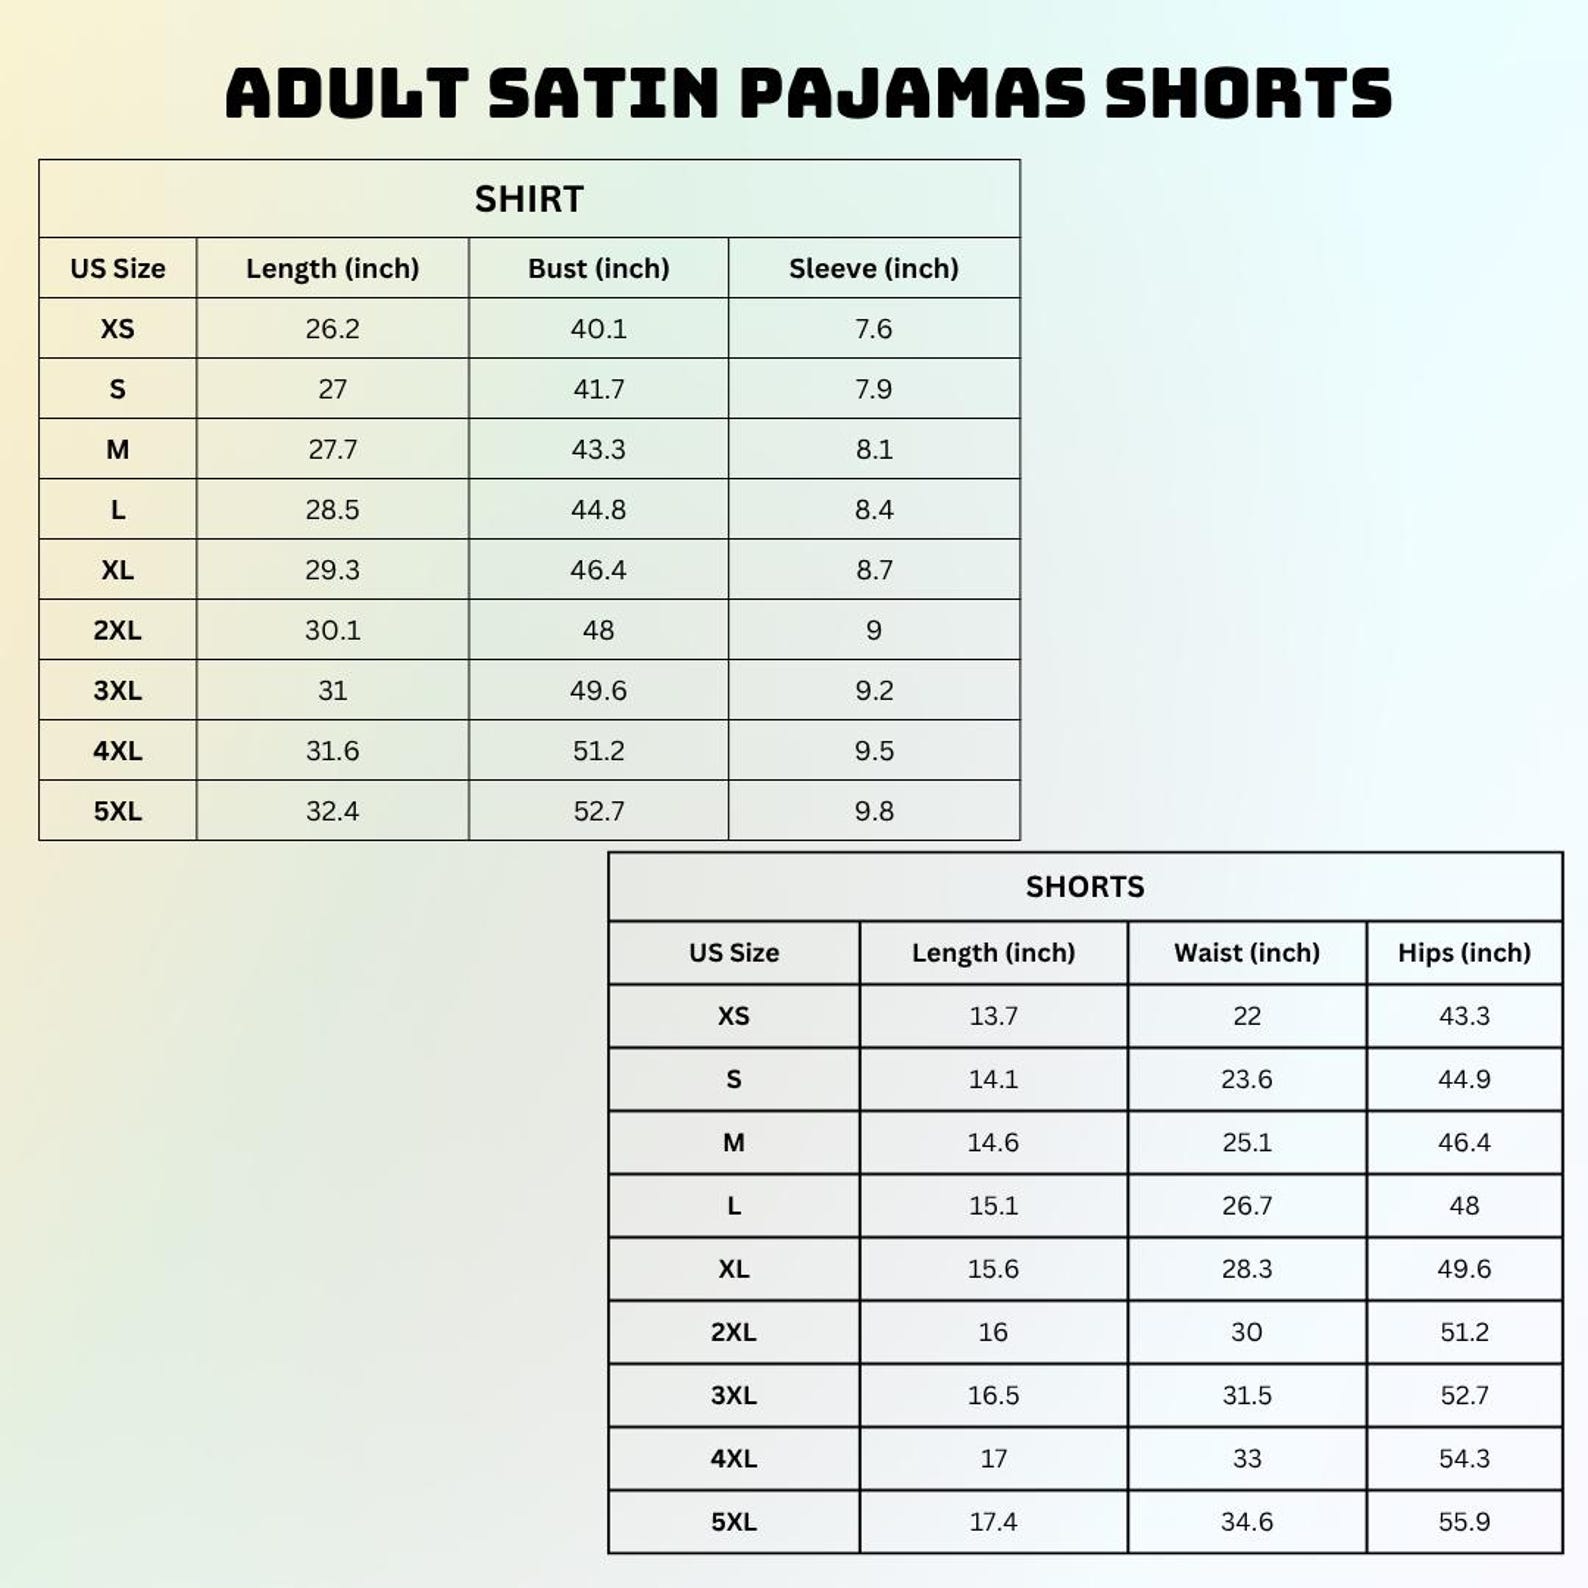 ADULT SATIN PAJAMAS SHORTS
SHIRT
US Size Length (inch) Bust (inch) Sleeve (inch)
XS 26.2 40.1 7.6
S 27 41.7 7.9
M 27.7 43.3 8.1
L 28.5 44.8 8.4
XL 29.3 46.4 8.7
2XL 30.1 48 9
3XL 31 49.6 9.2
4XL 31.6 51.2 9.5
5XL 32.4 52.7 9.8
SHORTS
US Size Length (inch) Waist (inch) Hips (inch)
XS 13.7 22 43.3
S 14.1 23.6 44.9
M 14.6 25.1 46.4
L 15.1 26.7 48
XL 15.6 28.3 49.6
2XL 16 30 51.2
3XL 16.5 31.5 52.7
4XL 17 33 54.3
5XL 17.4 34.6 55.9